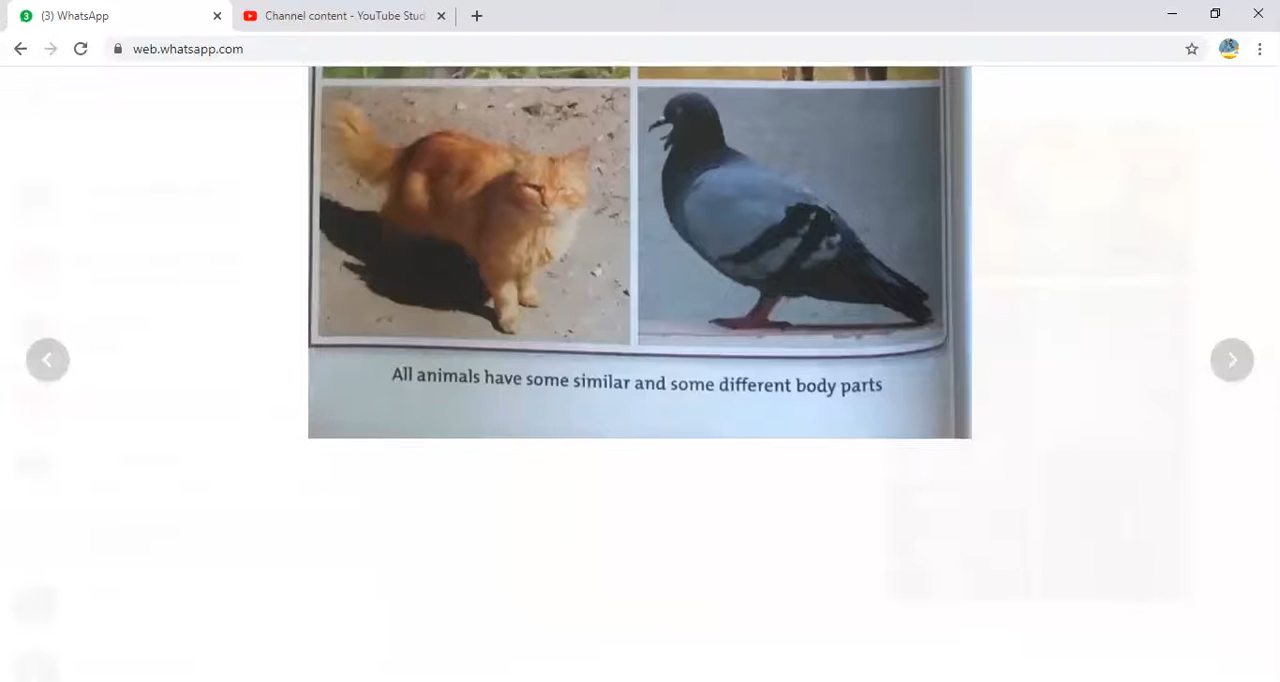 3
(3) WhatsApp
Channel content - YouTube Stud
web.whatsapp.com
All animals have some similar and some different body parts